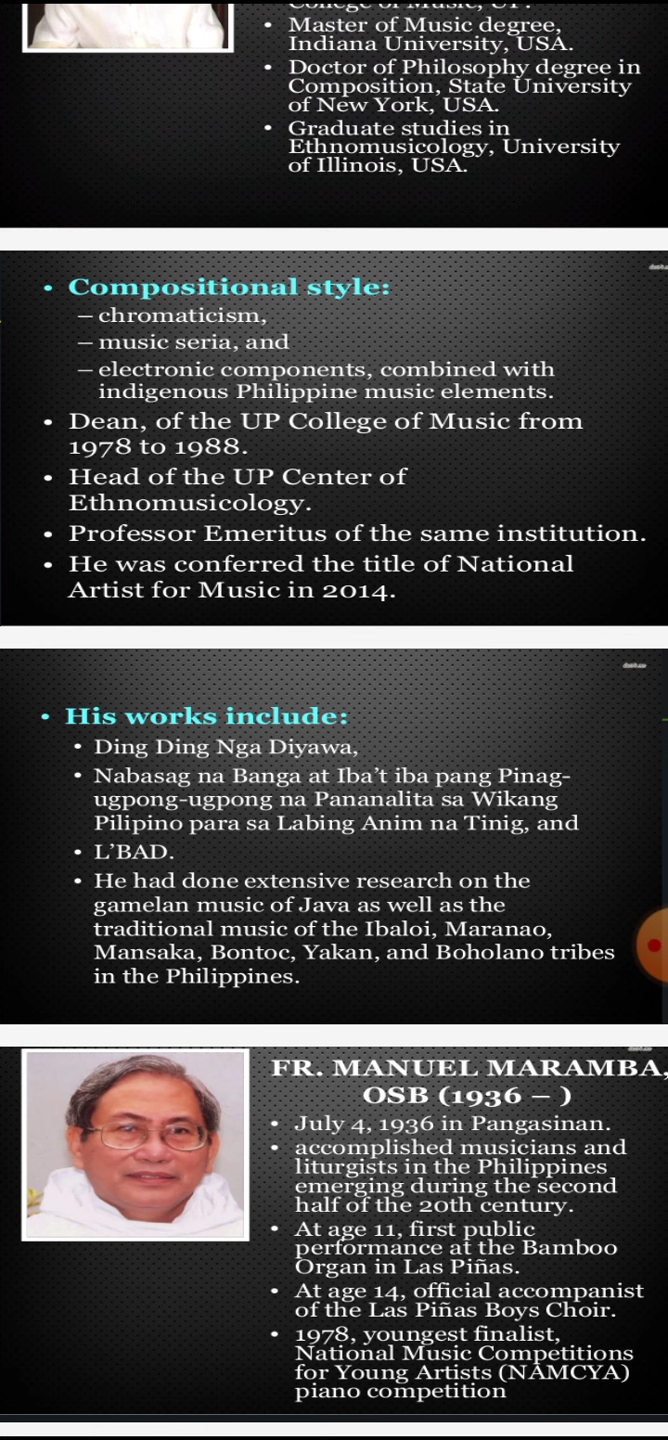 College of Music, UP.
• Master of Music degree,
Indiana University, USA.
• Doctor of Philosophy degree in
Composition, State University
of New York, USA.
• Graduate studies in
Ethnomusicology, University
of Illinois, USA.
• Compositional style:
– chromaticism,
– music seria, and
– electronic components, combined with
indigenous Philippine music elements.
• Dean, of the UP College of Music from
1978 to 1988.
• Head of the UP Center of
Ethnomusicology.
• Professor Emeritus of the same institution.
• He was conferred the title of National
Artist for Music in 2014.
• His works include:
• Ding Ding Nga Diyawa,
• Nabasag na Banga at Iba’t iba pang Pinag-
ugpong-ugpong na Pananalita sa Wikang
Pilipino para sa Labing Anim na Tinig, and
• L’BAD.
• He had done extensive research on the
gamelan music of Java as well as the
traditional music of the Ibaloi, Maranao,
Mansaka, Bontoc, Yakan, and Boholano tribes
in the Philippines.
FR. MANUEL MARAMBA,
OSB (1936 – )
• July 4, 1936 in Pangasinan.
• accomplished musicians and
liturgists in the Philippines
emerging during the second
half of the 20th century.
• At age 11, first public
performance at the Bamboo
Organ in Las Piñas.
• At age 14, official accompanist
of the Las Piñas Boys Choir.
• 1978, youngest finalist,
National Music Competitions
for Young Artists (NAMCYA)
piano competition